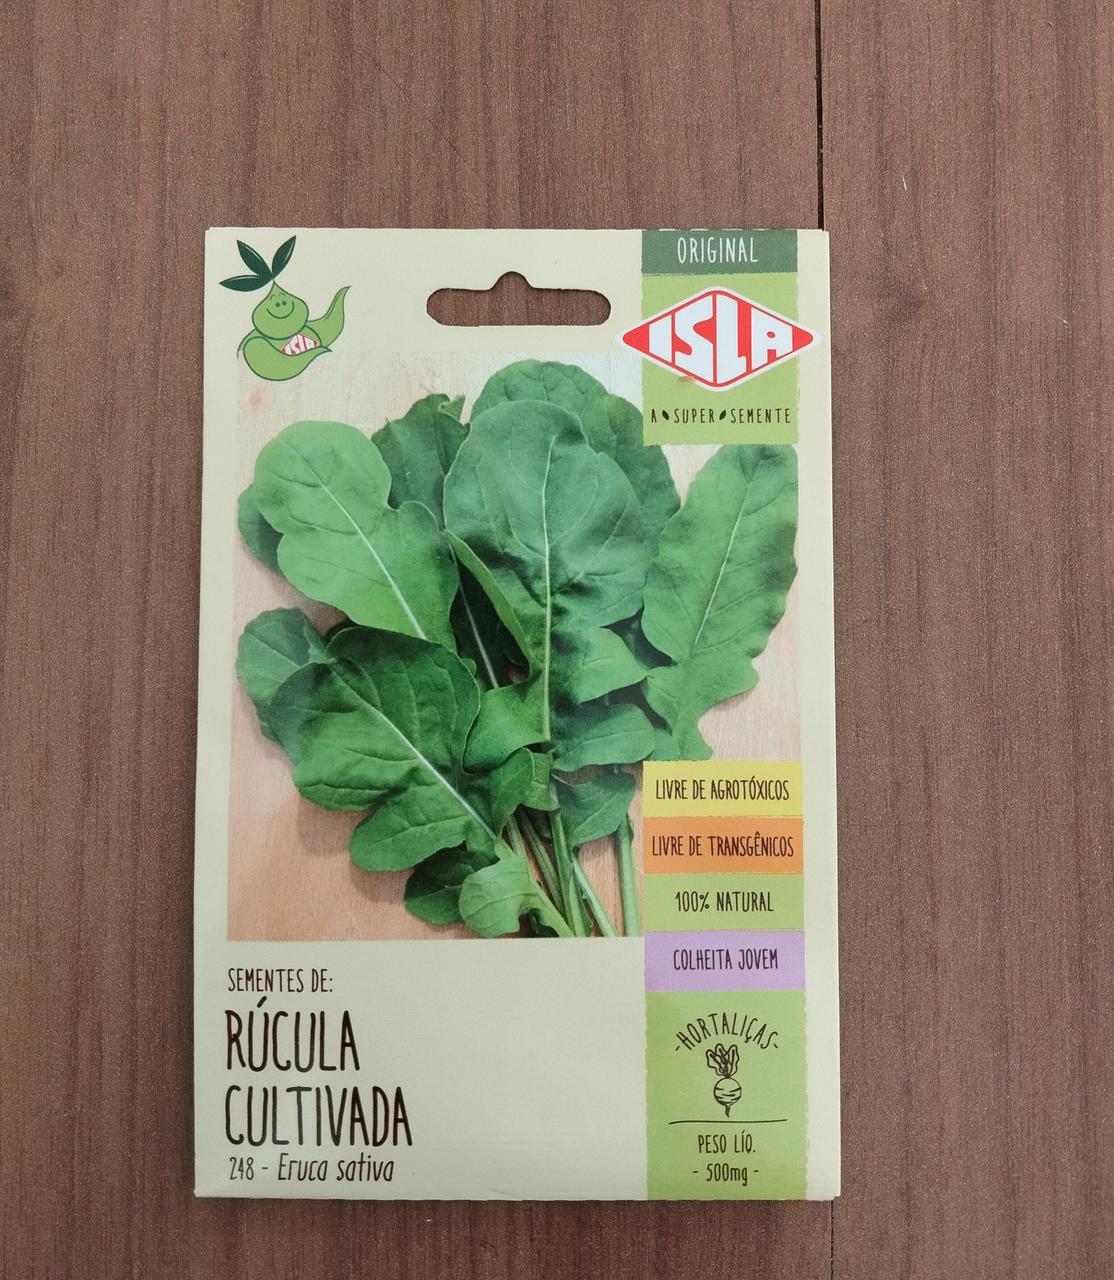 ORIGINAL
ISLA
A SUPER SEMENTE
ISLA
LIVRE DE AGROTÓXICOS
LIVRE DE TRANSGÊNICOS
100% NATURAL
COLHEITA JOVEM
SEMENTES DE:
RÚCULA
CULTIVADA
248 - Eruca sativa
-HORTALIÇAS-
PESO LÍQ.
- 500mg -